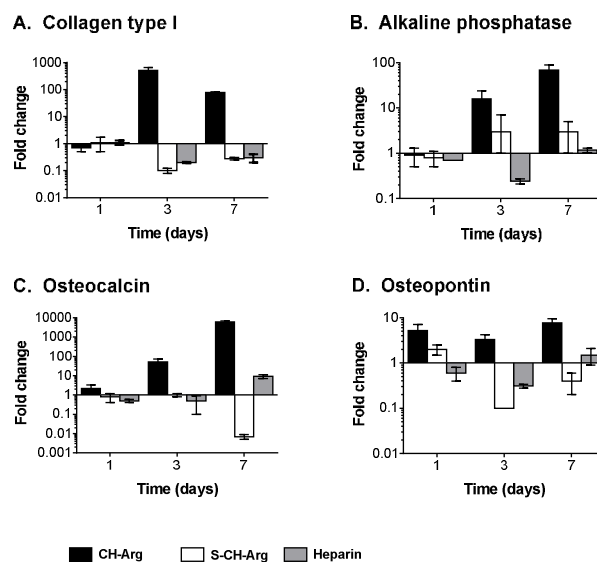 A. Collagen type I
Fold change
1000
100
10
1
0.1
0.01
1 3 7
Time (days)
B. Alkaline phosphatase
Fold change
100
10
1
0.1
1 3 7
Time (days)
C. Osteocalcin
Fold change
10000
1000
100
10
1
0.1
0.01
0.001
1 3 7
Time (days)
D. Osteopontin
Fold change
10
1
0.1
0.01
1 3 7
Time (days)
CH-Arg S-CH-Arg Heparin